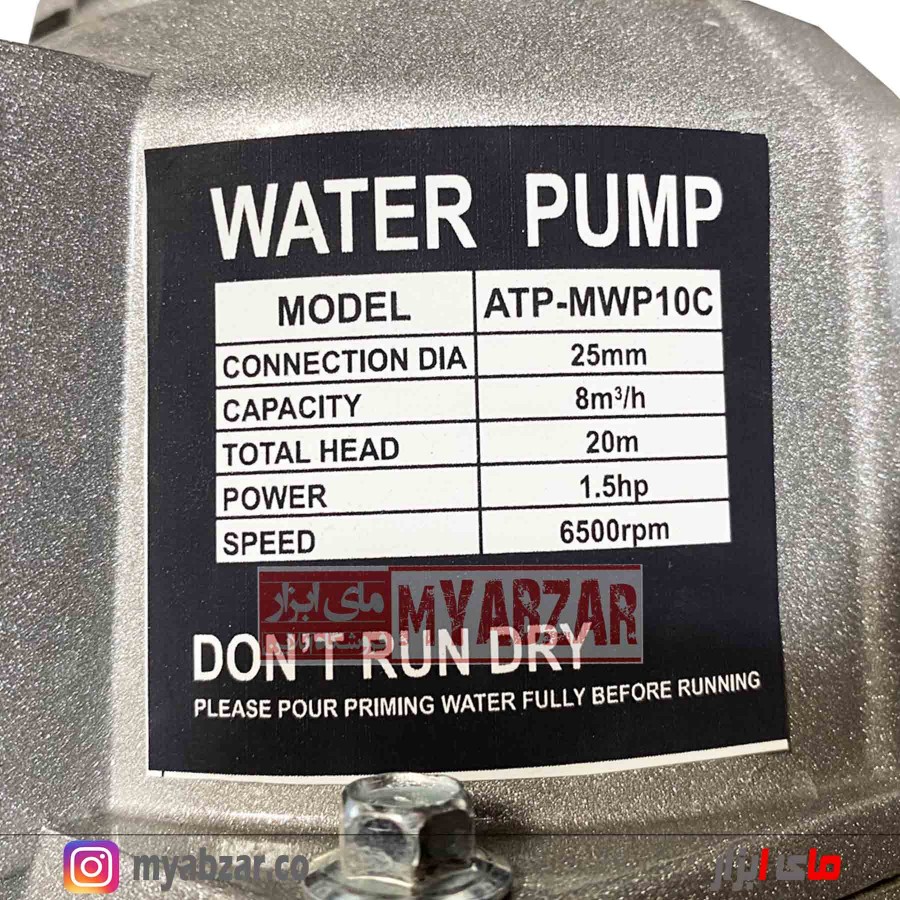 WATER PUMP
MODEL ATP-MWP10C
CONNECTION DIA 25mm
CAPACITY 8m³/h
TOTAL HEAD 20m
POWER 1.5hp
SPEED 6500rpm
مای ابزار MYABZAR
DON'T RUN DRY
PLEASE POUR PRIMING WATER FULLY BEFORE RUNNING
myabzar.co مای ابزار